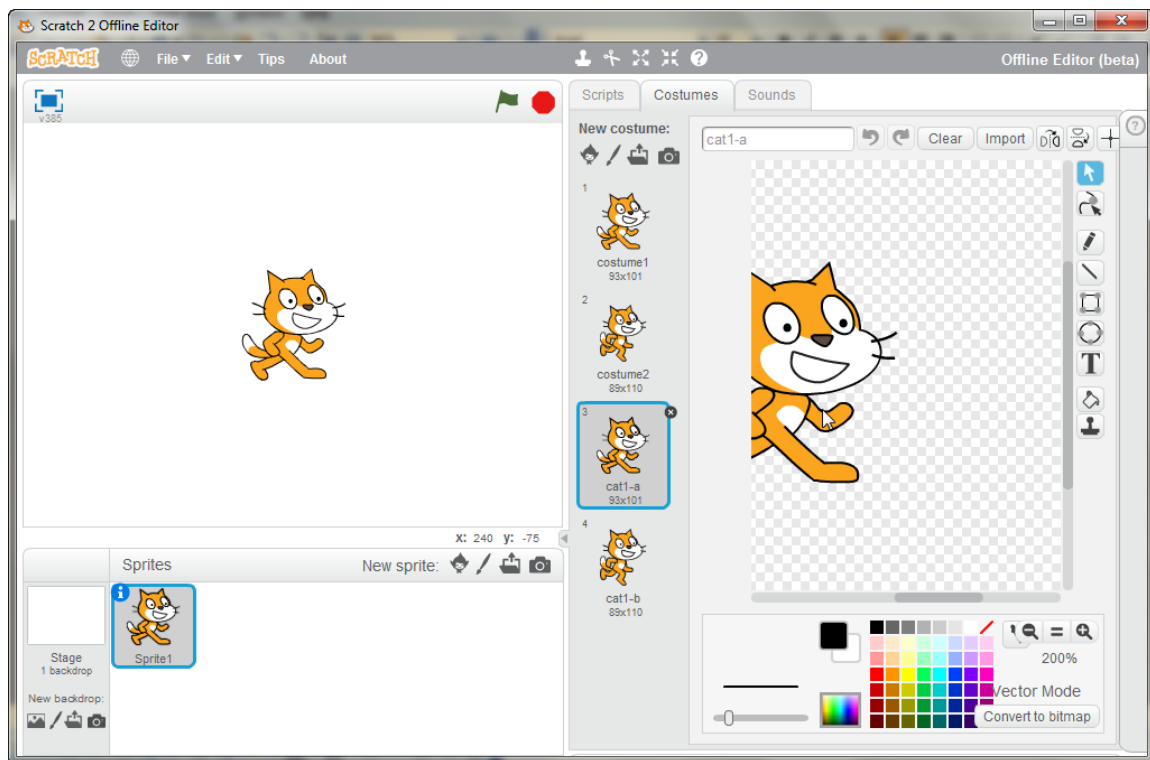 Scratch 2 Offline Editor
SCRATCH File Edit Tips About Offline Editor (beta)
v385
Scripts Costumes Sounds
New costume:
cat1-a Clear Import
1
costume1
93x101
2
costume2
89x110
3
cat1-a
93x101
4
cat1-b
89x110
T
x: 240 y: -75
Sprites New sprite:
Stage
1 backdrop
Sprite1
New backdrop:
200%
Vector Mode
Convert to bitmap